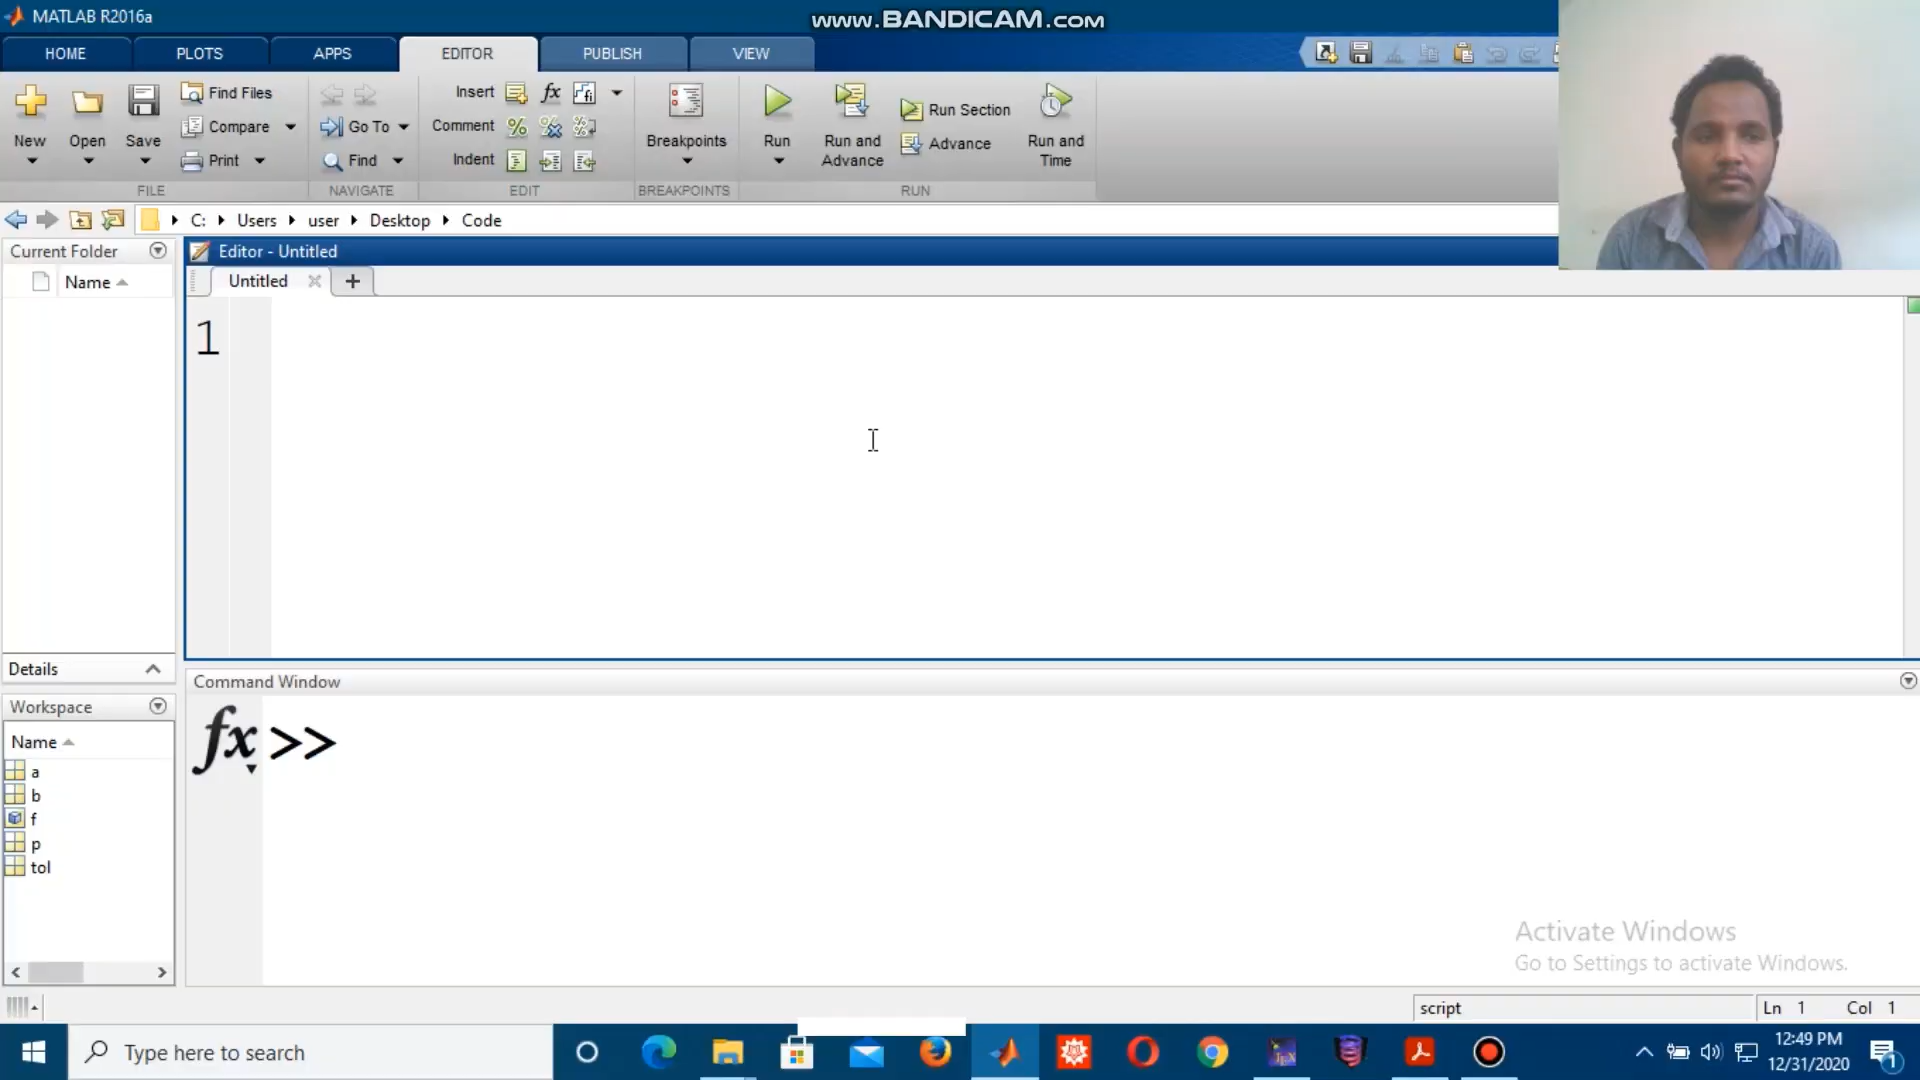 MATLAB R2016a
www.BANDICAM.com
HOME PLOTS APPS EDITOR PUBLISH VIEW
New Open Save
Find Files
Compare
Print
FILE
Go To
Find
NAVIGATE
Insert fx
Comment
Indent
EDIT
Breakpoints
BREAKPOINTS
Run
Run and Advance
Run Section
Advance
Run and Time
RUN
C: Users user Desktop Code
Current Folder
Name
Editor - Untitled
Untitled
1
Details
Workspace
Name
a
b
f
p
tol
Command Window
fx >>
Activate Windows
Go to Settings to activate Windows.
script
Ln 1 Col 1
Type here to search
12:49 PM
12/31/2020
1